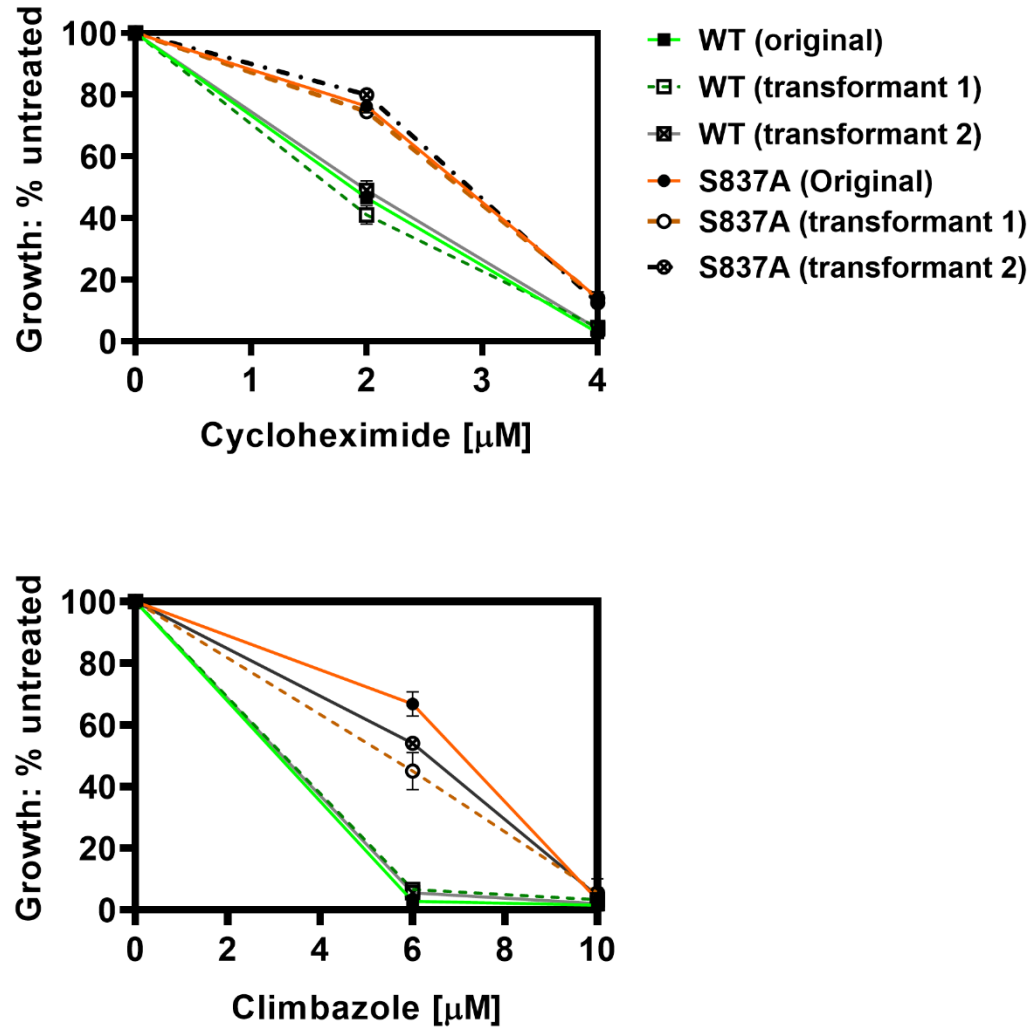 100
80
60
40
20
0
Growth: % untreated
0 1 2 3 4
Cycloheximide [μM]
WT (original)
WT (transformant 1)
WT (transformant 2)
S837A (Original)
S837A (transformant 1)
S837A (transformant 2)
100
80
60
40
20
0
Growth: % untreated
0 2 4 6 8 10
Climbazole [μM]